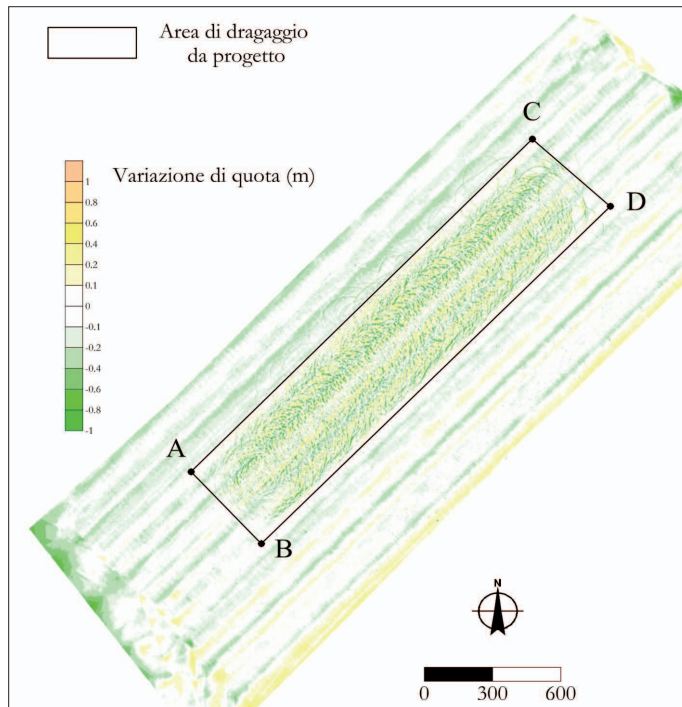 Area di dragaggio
da progetto
C
Variazione di quota (m)
1
0.8
0.6
0.4
0.2
0.1
0
-0.1
-0.2
-0.4
-0.6
-0.8
-1
D
A
B
N
0 300 600